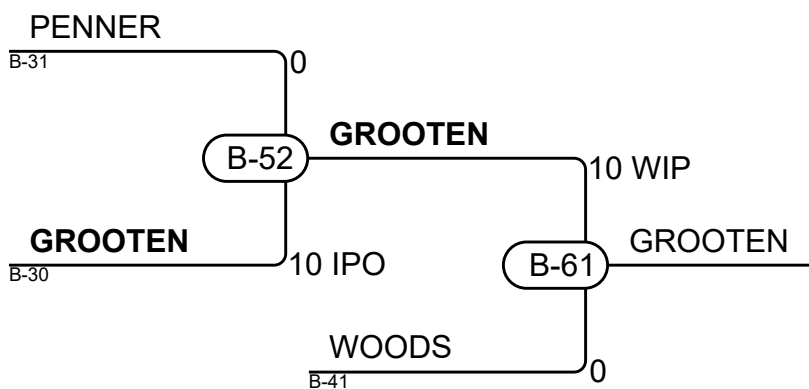 PENNER
B-31
0
GROOTEN
B-52
10 WIP
GROOTEN
GROOTEN
B-30
10 IPO
B-61
WOODS
B-41
0